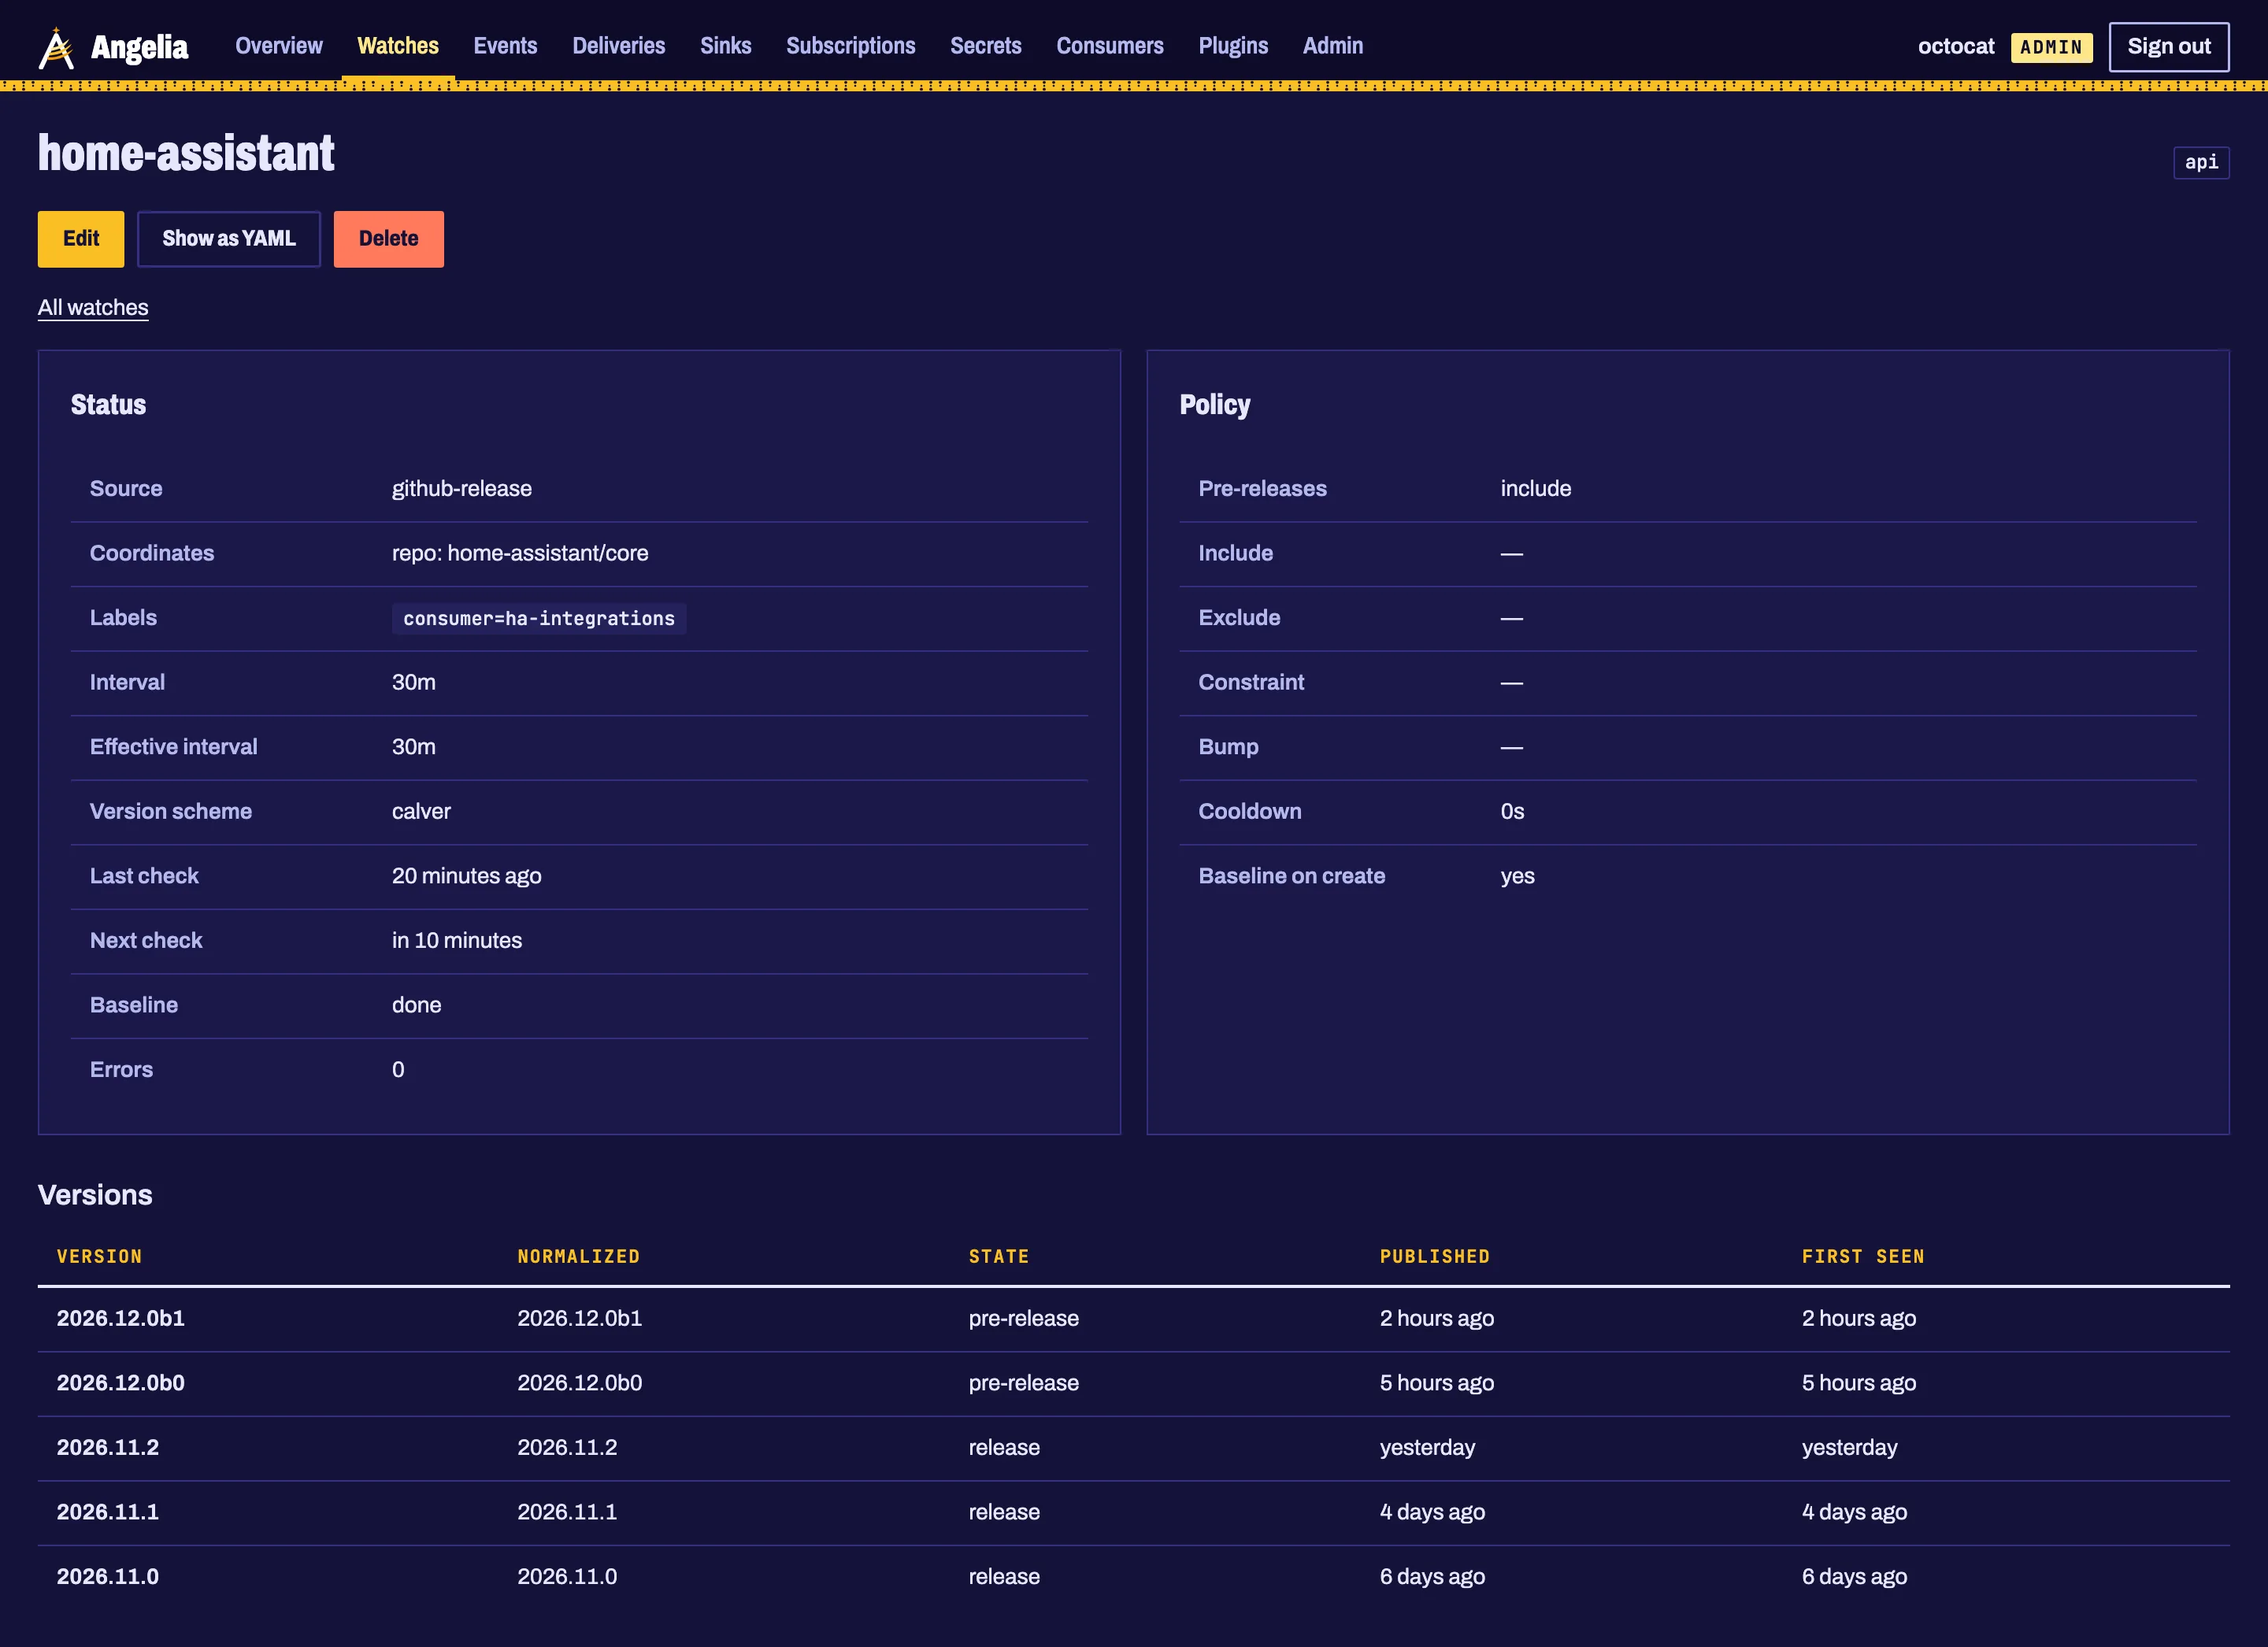 Angelia Overview Watches Events Deliveries Sinks Subscriptions Secrets Consumers Plugins Admin octocat ADMIN Sign out
home-assistant api
Edit Show as YAML Delete
All watches
Status
Source github-release
Coordinates repo: home-assistant/core
Labels consumer=ha-integrations
Interval 30m
Effective interval 30m
Version scheme calver
Last check 20 minutes ago
Next check in 10 minutes
Baseline done
Errors 0
Policy
Pre-releases include
Include —
Exclude —
Constraint —
Bump —
Cooldown 0s
Baseline on create yes
Versions
VERSION NORMALIZED STATE PUBLISHED FIRST SEEN
2026.12.0b1 2026.12.0b1 pre-release 2 hours ago 2 hours ago
2026.12.0b0 2026.12.0b0 pre-release 5 hours ago 5 hours ago
2026.11.2 2026.11.2 release yesterday yesterday
2026.11.1 2026.11.1 release 4 days ago 4 days ago
2026.11.0 2026.11.0 release 6 days ago 6 days ago